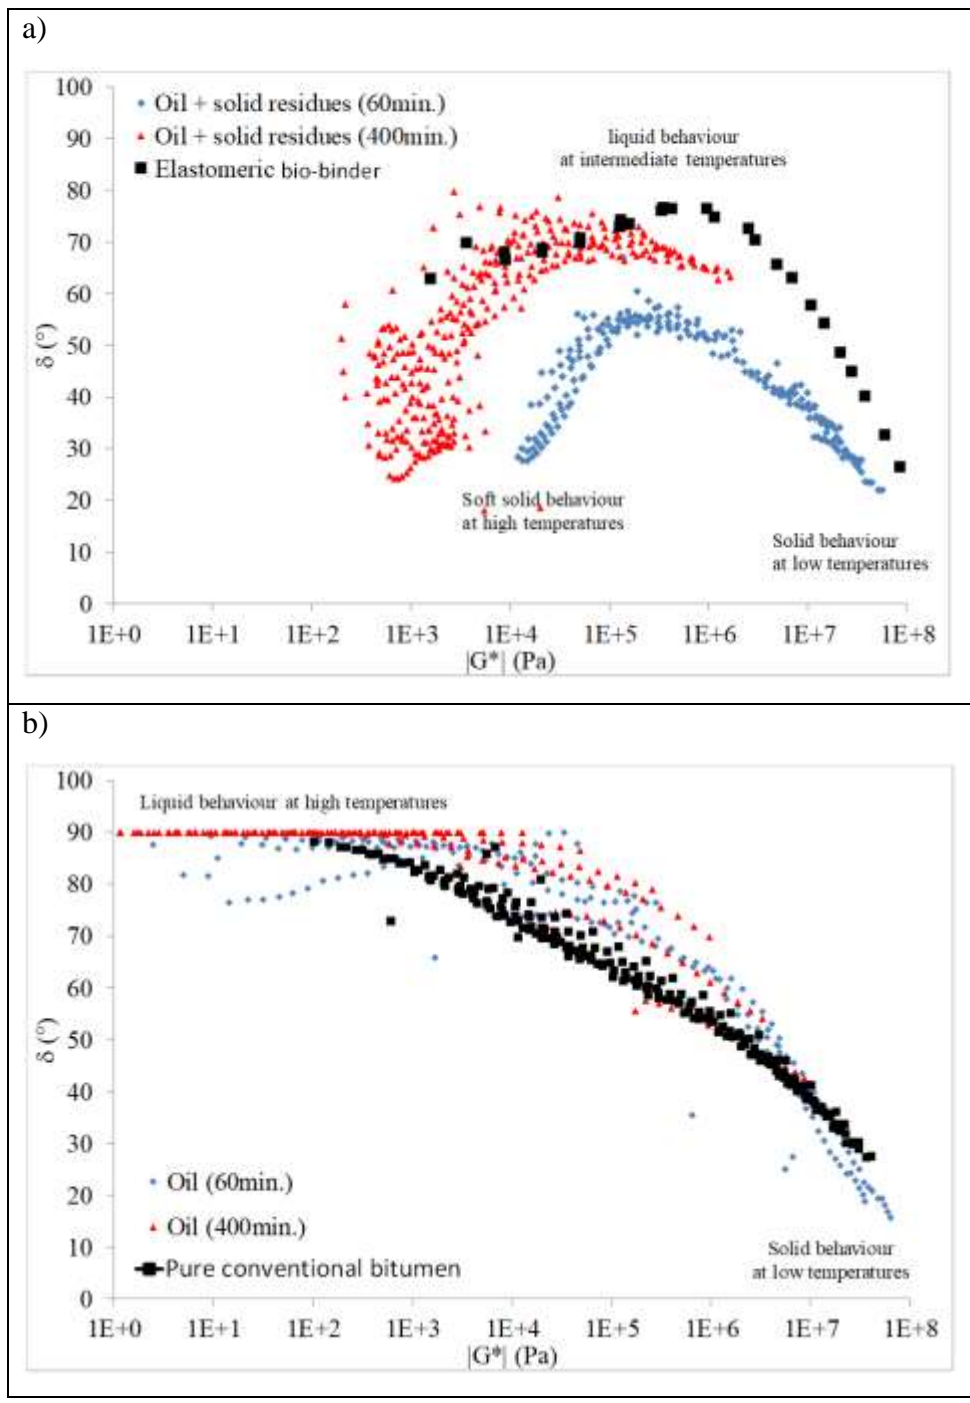 a)
100
90
80
70
60
50
40
30
20
10
0
δ (°)
Oil + solid residues (60min.)
Oil + solid residues (400min.)
Elastomeric bio-binder
liquid behaviour
at intermediate temperatures
Soft solid behaviour
at high temperatures
Solid behaviour
at low temperatures
1E+0 1E+1 1E+2 1E+3 1E+4 1E+5 1E+6 1E+7 1E+8
|G*| (Pa)
b)
100
90
80
70
60
50
40
30
20
10
0
δ (°)
Liquid behaviour at high temperatures
Oil (60min.)
Oil (400min.)
Pure conventional bitumen
Solid behaviour
at low temperatures
1E+0 1E+1 1E+2 1E+3 1E+4 1E+5 1E+6 1E+7 1E+8
|G*| (Pa)